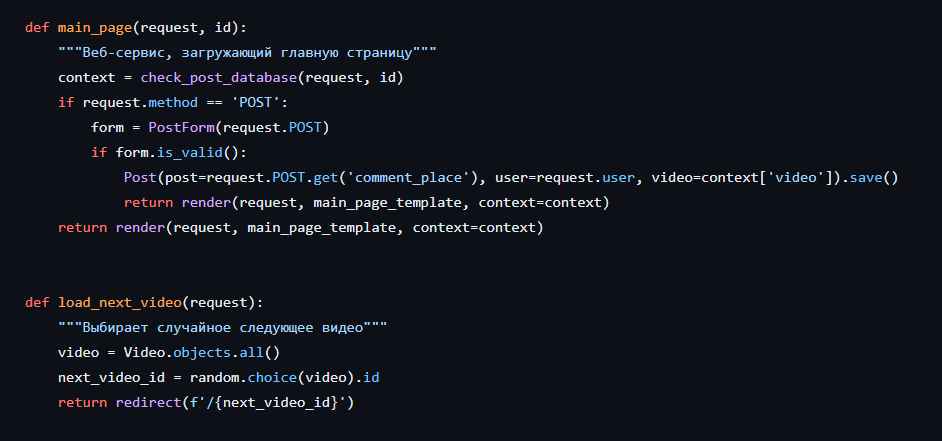 def main_page(request, id):
    """Веб-сервис, загружающий главную страницу"""
    context = check_post_database(request, id)
    if request.method == 'POST':
        form = PostForm(request.POST)
        if form.is_valid():
            Post(post=request.POST.get('comment_place'), user=request.user, video=context['video']).save()
            return render(request, main_page_template, context=context)
    return render(request, main_page_template, context=context)
def load_next_video(request):
    """Выбирает случайное следующее видео"""
    video = Video.objects.all()
    next_video_id = random.choice(video).id
    return redirect(f'/{next_video_id}')